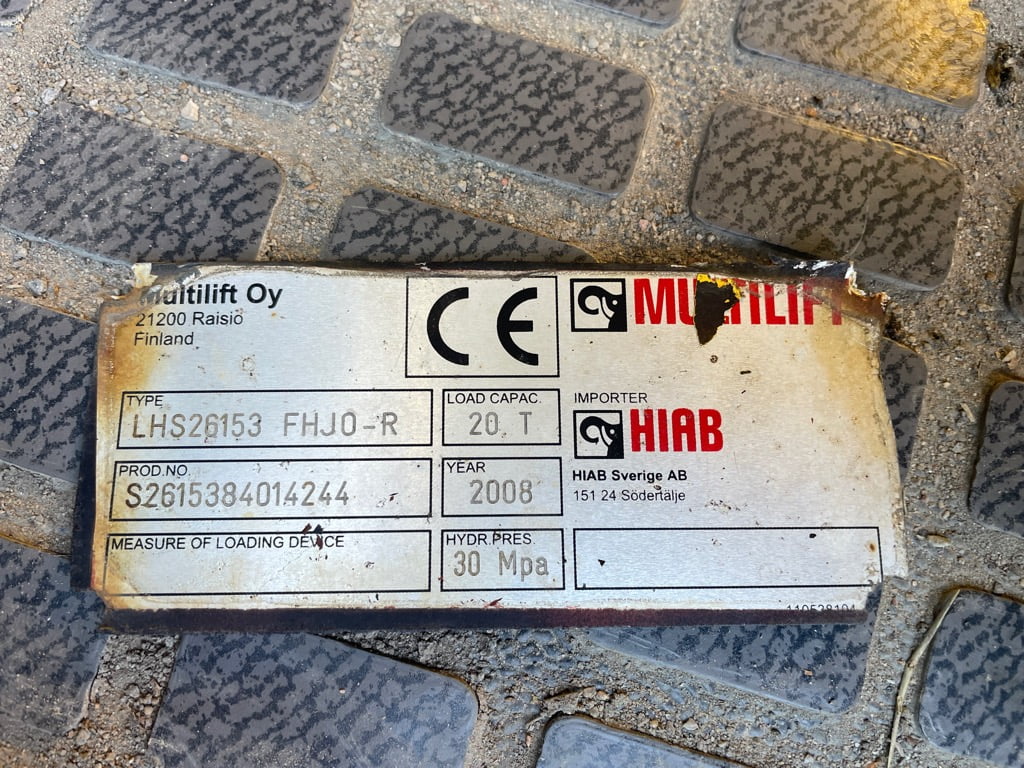 Multilift Oy
21200 Raisio
Finland
CE
MULTILIFT
TYPE
LHS26153 FHJO-R
LOAD CAPAC.
20 T
IMPORTER
HIAB
PROD.NO.
S2615384014244
YEAR
2008
HIAB Sverige AB
151 24 Södertälje
MEASURE OF LOADING DEVICE
HYDR.PRES.
30 Mpa